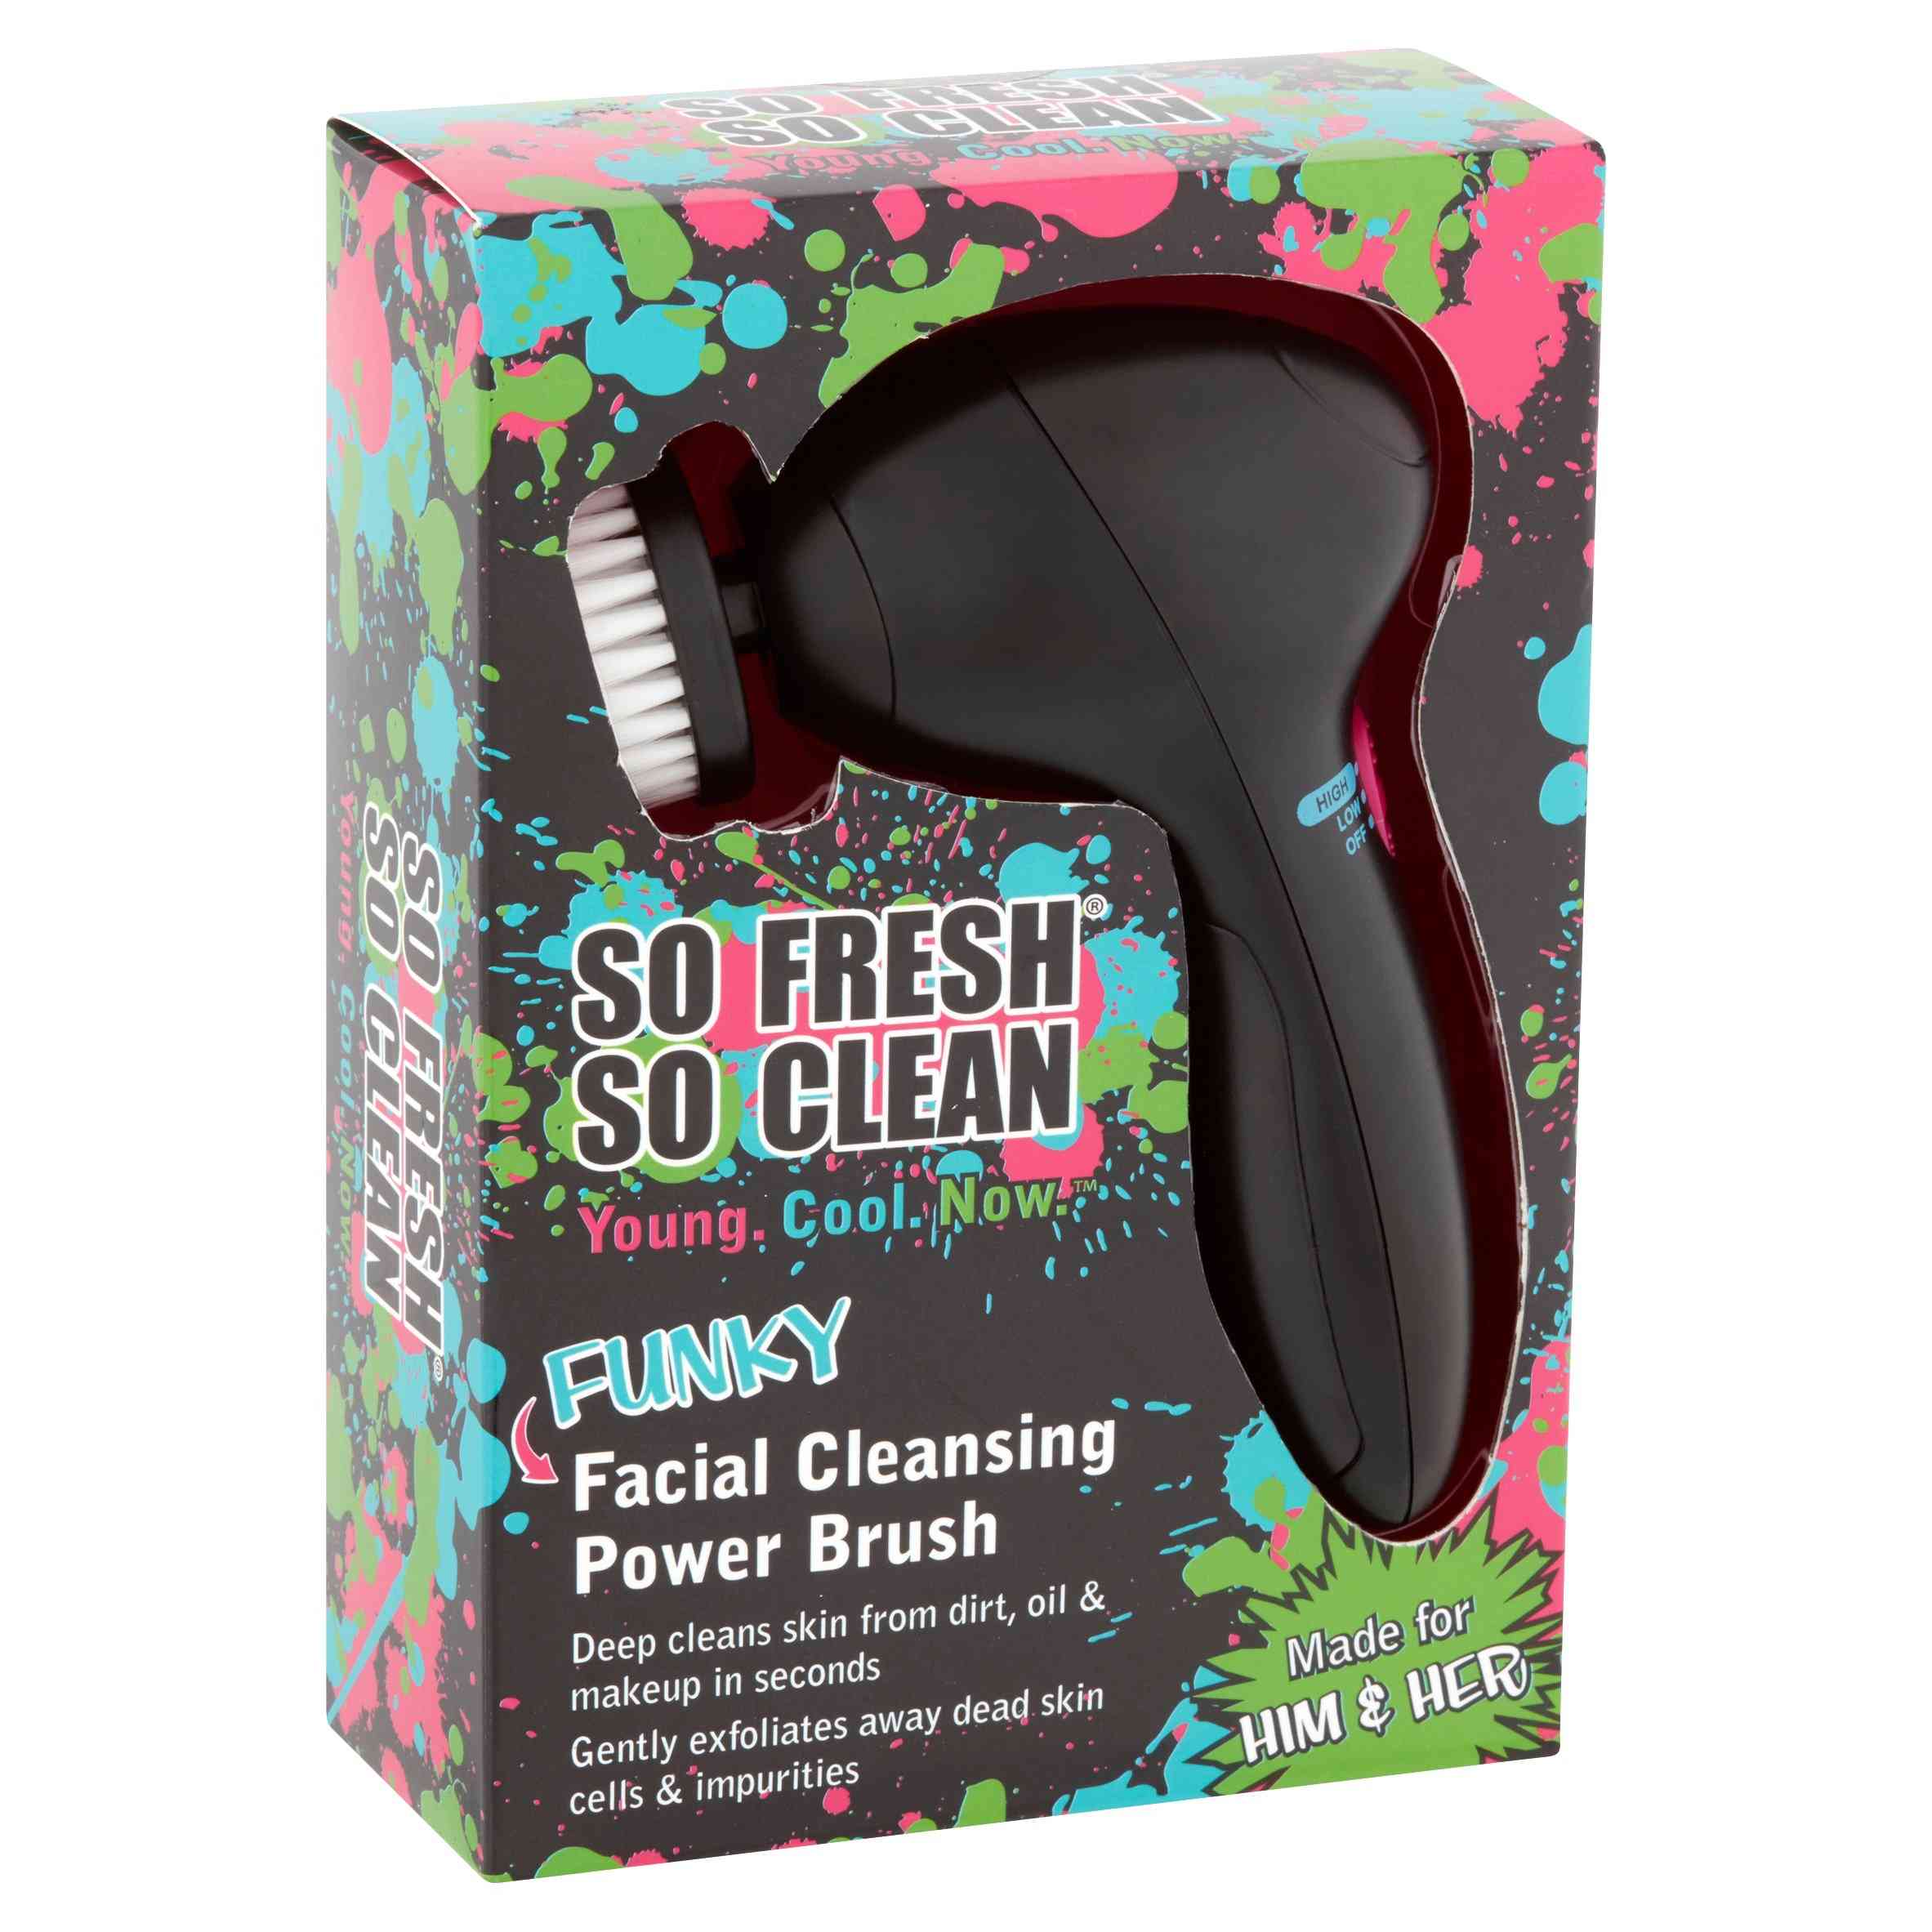 SO FRESH
SO CLEAN
Young. Cool. Now.™
SO FRESH®
SO CLEAN
Young. Cool. Now.
HIGH
LOW
OFF
SO FRESH®
SO CLEAN
Young. Cool. Now.™
FUNKY
Facial Cleansing
Power Brush
Deep cleans skin from dirt, oil &
makeup in seconds
Gently exfoliates away dead skin
cells & impurities
Made for
HIM & HER